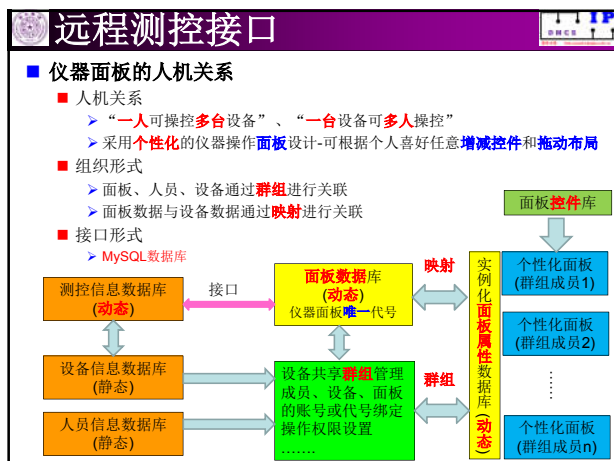 远程测控接口
IP
DMCS
仪器面板的人机关系
人机关系
“一人可操控多台设备”、“一台设备可多人操控”
采用个性化的仪器操作面板设计-可根据个人喜好任意增减控件和拖动布局
组织形式
面板、人员、设备通过群组进行关联
面板数据与设备数据通过映射进行关联
接口形式
MySQL数据库
面板控件库
测控信息数据库
(动态)
接口
面板数据库
(动态)
仪器面板唯一代号
映射
实例化面板属性数据库(动态)
个性化面板
(群组成员1)
个性化面板
(群组成员2)
……
个性化面板
(群组成员n)
设备信息数据库
(静态)
人员信息数据库
(静态)
设备共享群组管理
成员、设备、面板
的账号或代号绑定
操作权限设置
…….
群组